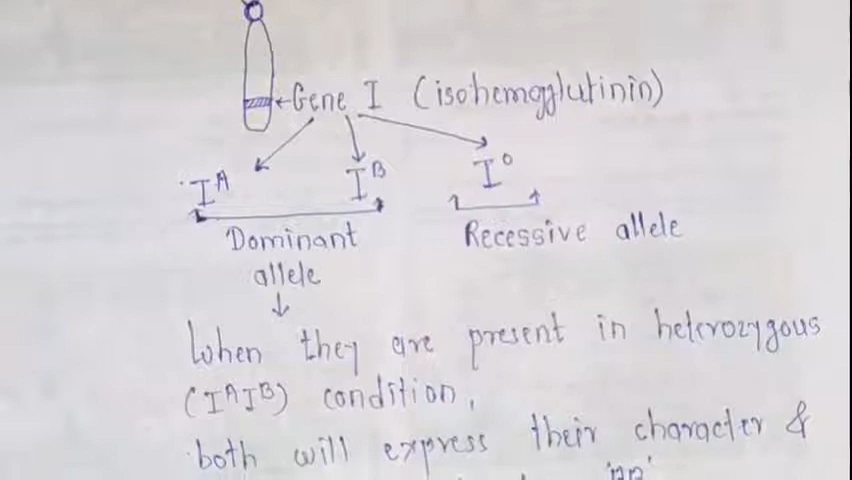 ←Gene I (isohemagglutinin)
I^A I^B I^o
Dominant Recessive allele
allele
↓
When they are present in heterozygous
(I^A I^B) condition,
both will express their character &